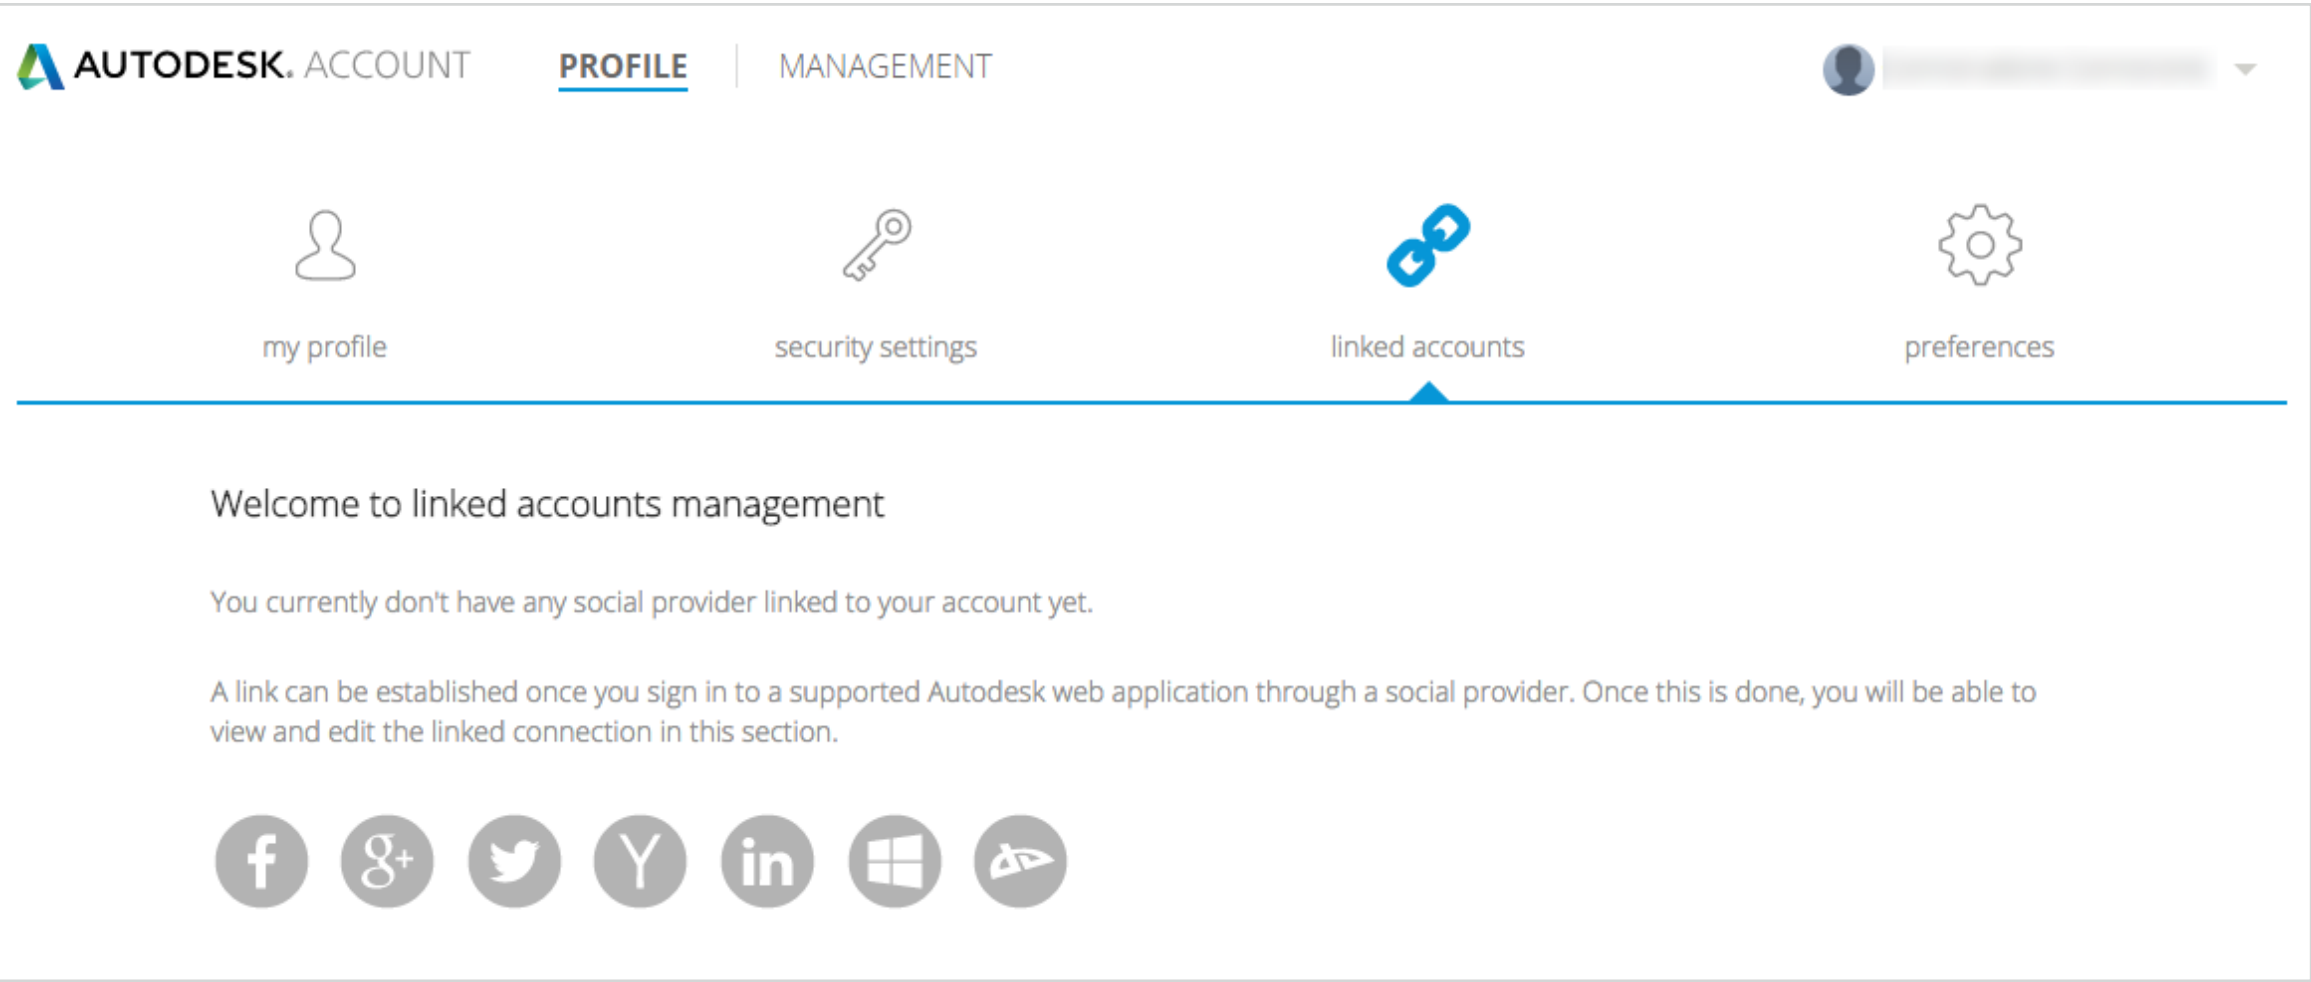 AUTODESK. ACCOUNT PROFILE MANAGEMENT
my profile security settings linked accounts preferences
Welcome to linked accounts management
You currently don't have any social provider linked to your account yet.
A link can be established once you sign in to a supported Autodesk web application through a social provider. Once this is done, you will be able to
view and edit the linked connection in this section.
f g+ Y in